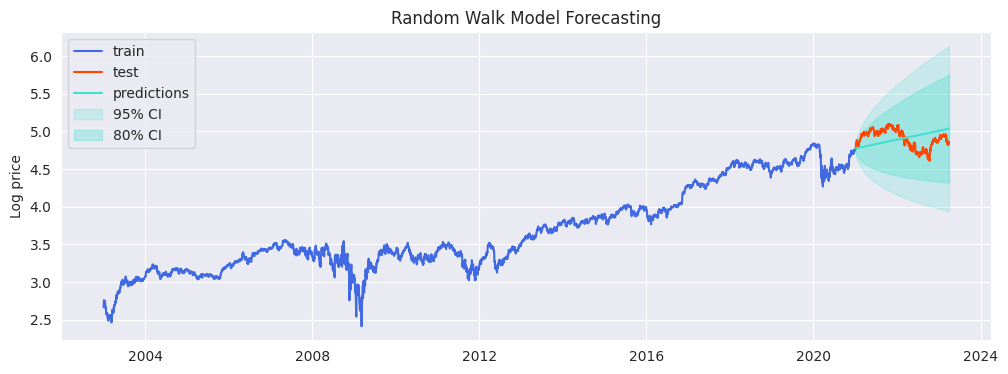 Random Walk Model Forecasting
train
test
predictions
95% CI
80% CI
Log price
6.0
5.5
5.0
4.5
4.0
3.5
3.0
2.5
2004
2008
2012
2016
2020
2024